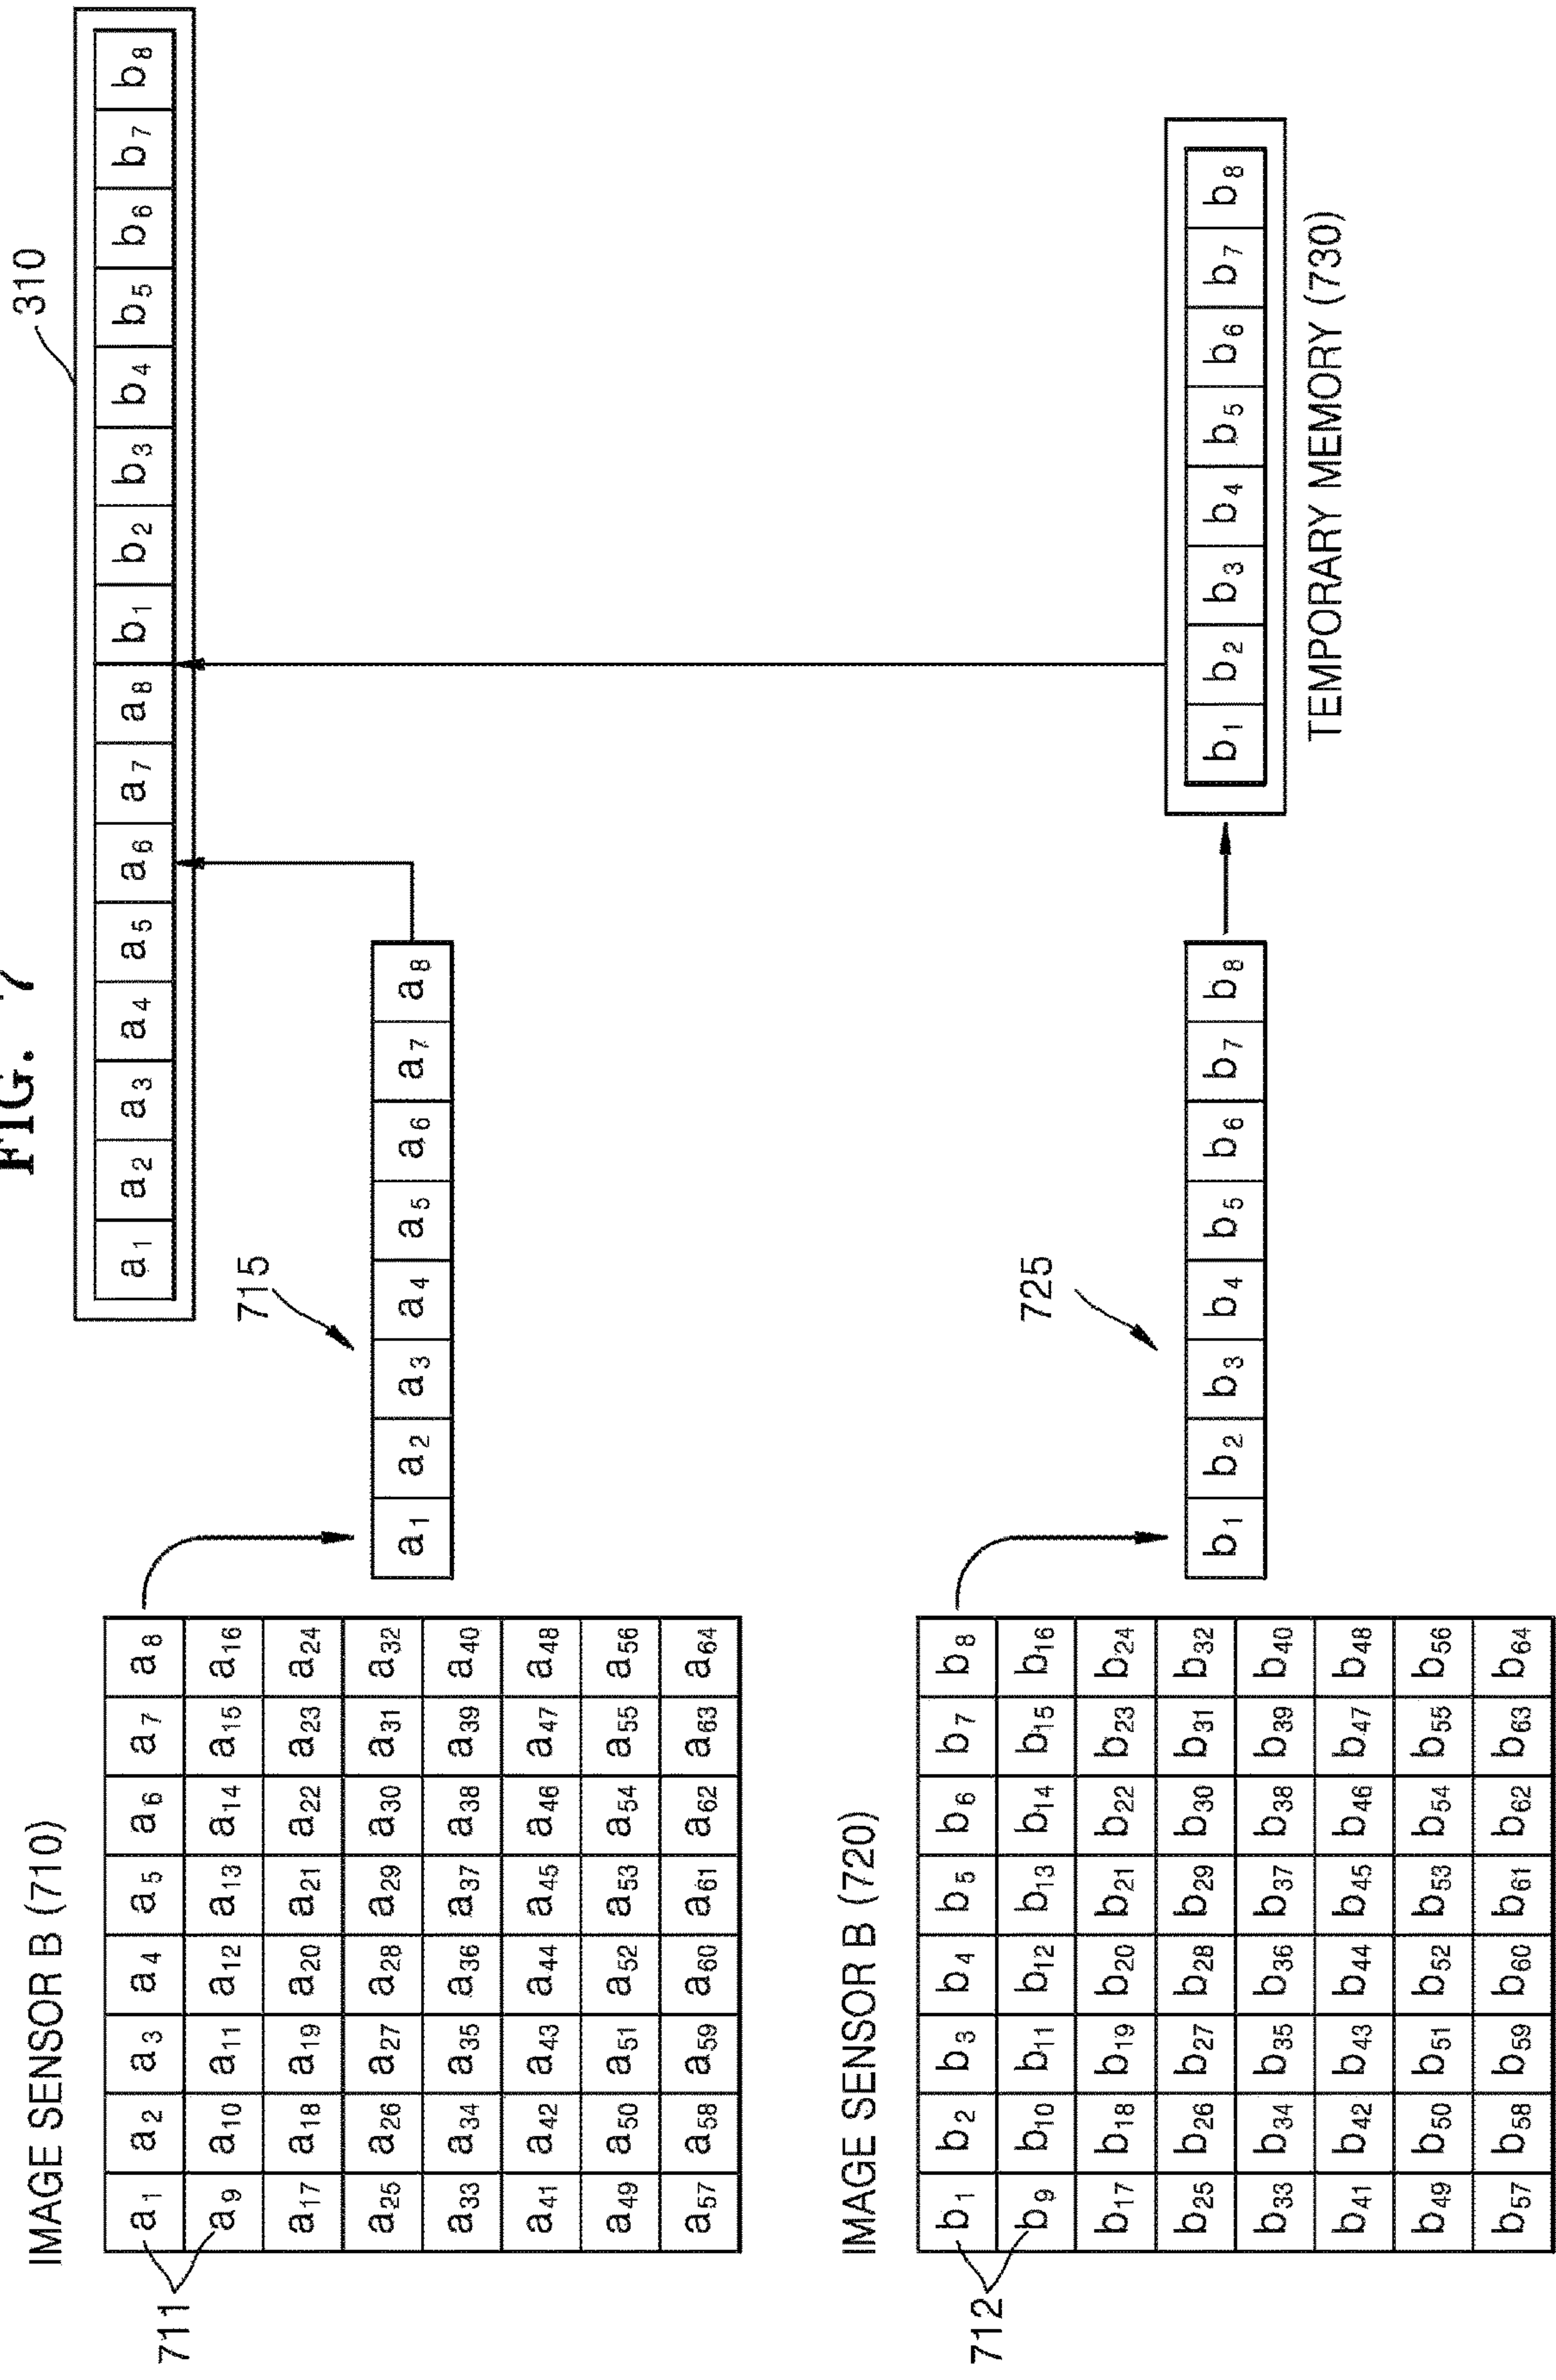 FIG. 7
310
a1 a2 a3 a4 a5 a6 a7 a8 b1 b2 b3 b4 b5 b6 b7 b8
IMAGE SENSOR B (710)
711
a1 a2 a3 a4 a5 a6 a7 a8
a9 a10 a11 a12 a13 a14 a15 a16
a17 a18 a19 a20 a21 a22 a23 a24
a25 a26 a27 a28 a29 a30 a31 a32
a33 a34 a35 a36 a37 a38 a39 a40
a41 a42 a43 a44 a45 a46 a47 a48
a49 a50 a51 a52 a53 a54 a55 a56
a57 a58 a59 a60 a61 a62 a63 a64
715
a1 a2 a3 a4 a5 a6 a7 a8
IMAGE SENSOR B (720)
712
b1 b2 b3 b4 b5 b6 b7 b8
b9 b10 b11 b12 b13 b14 b15 b16
b17 b18 b19 b20 b21 b22 b23 b24
b25 b26 b27 b28 b29 b30 b31 b32
b33 b34 b35 b36 b37 b38 b39 b40
b41 b42 b43 b44 b45 b46 b47 b48
b49 b50 b51 b52 b53 b54 b55 b56
b57 b58 b59 b60 b61 b62 b63 b64
725
b1 b2 b3 b4 b5 b6 b7 b8
b1 b2 b3 b4 b5 b6 b7 b8
TEMPORARY MEMORY (730)